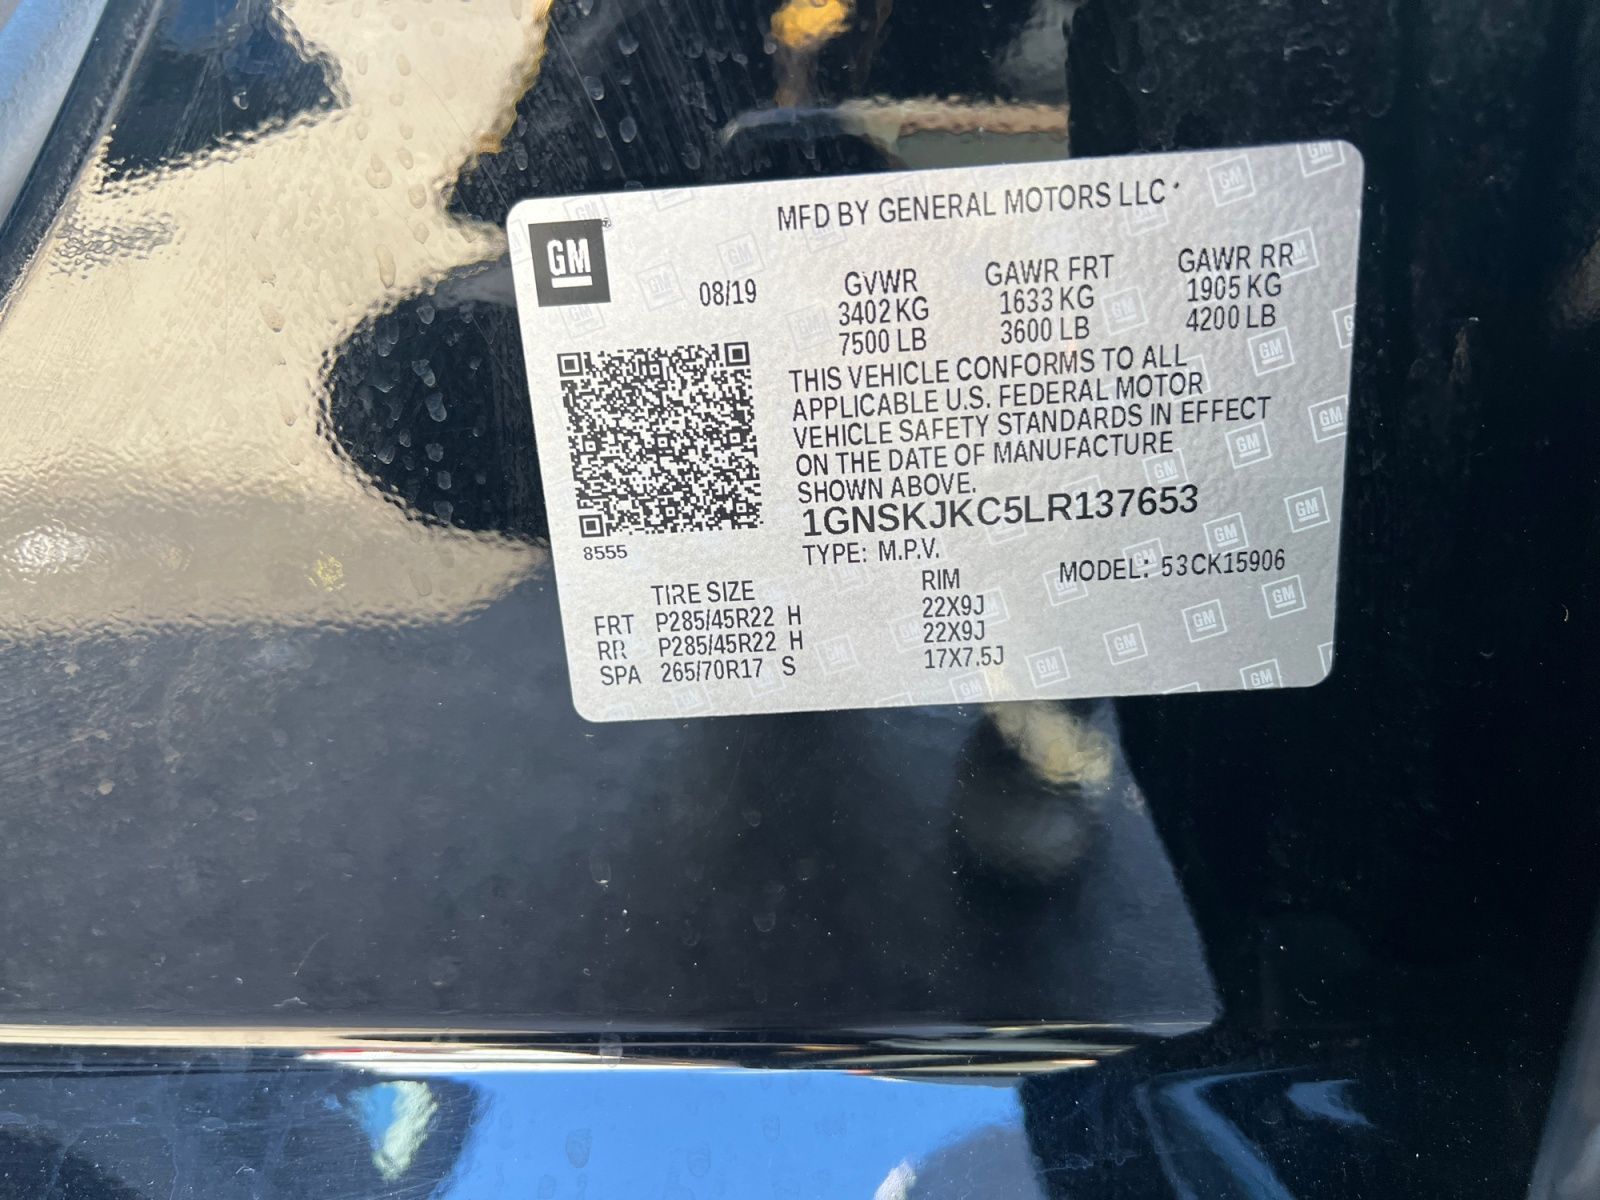 MFD BY GENERAL MOTORS LLC
GM
08/19
GVWR GAWR FRT GAWR RR
3402 KG 1633 KG 1905 KG
7500 LB 3600 LB 4200 LB
THIS VEHICLE CONFORMS TO ALL
APPLICABLE U.S. FEDERAL MOTOR
VEHICLE SAFETY STANDARDS IN EFFECT
ON THE DATE OF MANUFACTURE
SHOWN ABOVE.
1GNSKJKC5LR137653
8555
TYPE: M.P.V. MODEL: 53CK15906
TIRE SIZE RIM
FRT P285/45R22 H 22X9J
RR P285/45R22 H 22X9J
SPA 265/70R17 S 17X7.5J